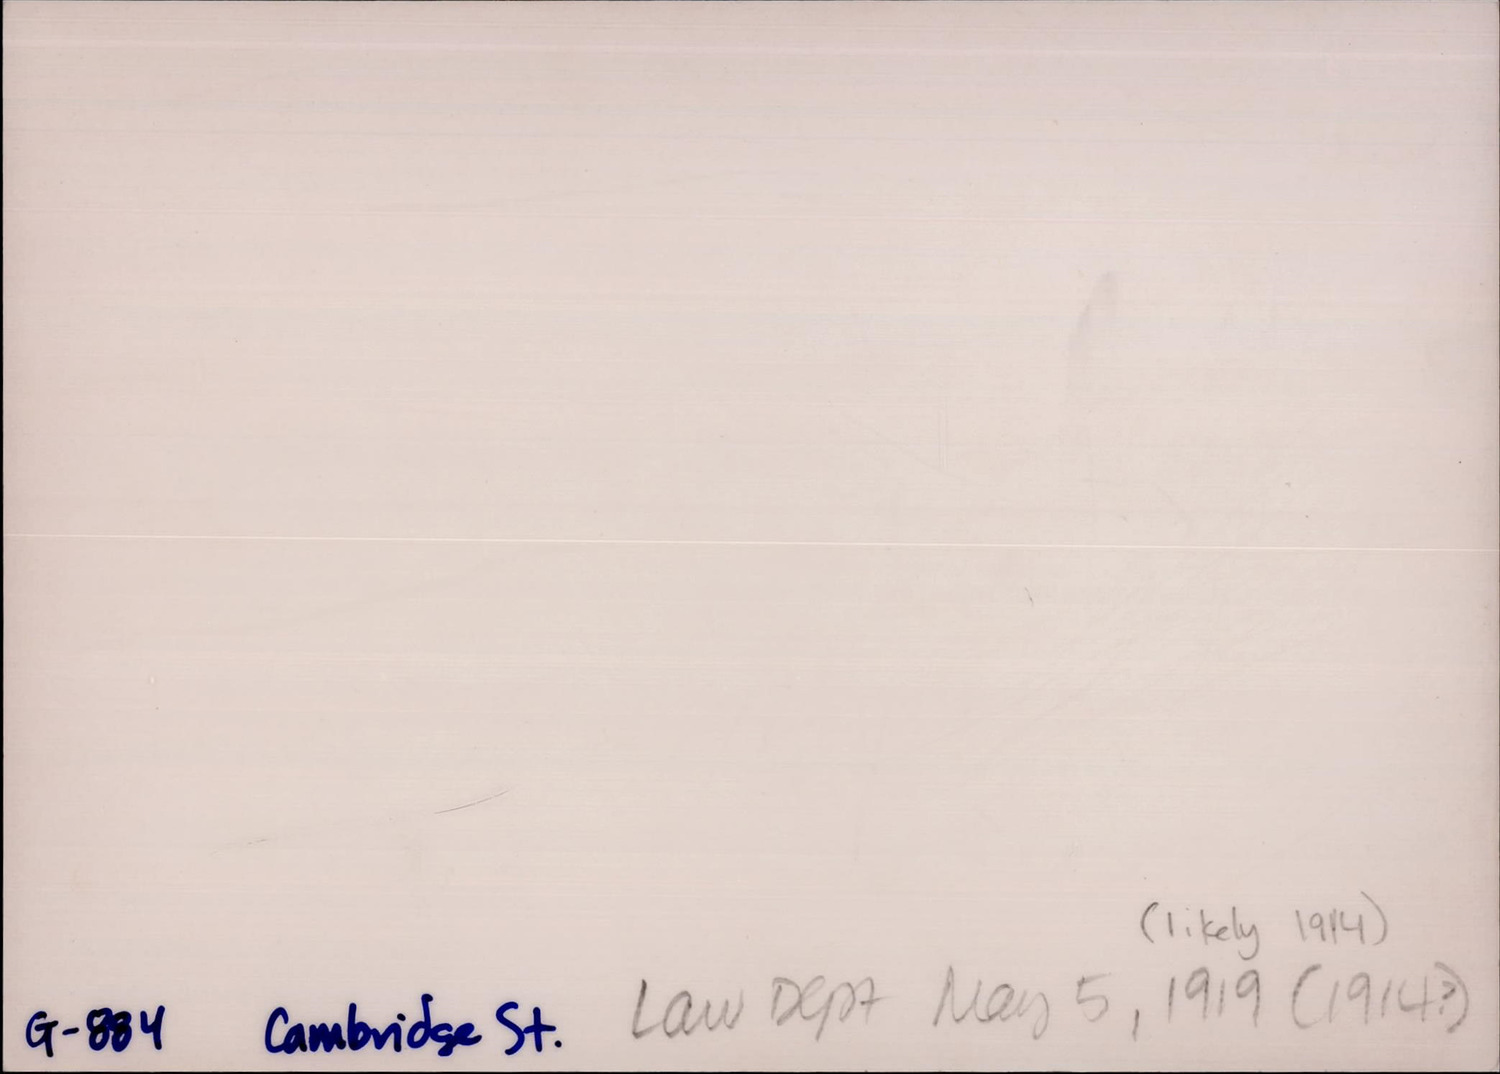 (likely 1914)
G-884 Cambridge St. Law Dept May 5, 1919 (1914?)